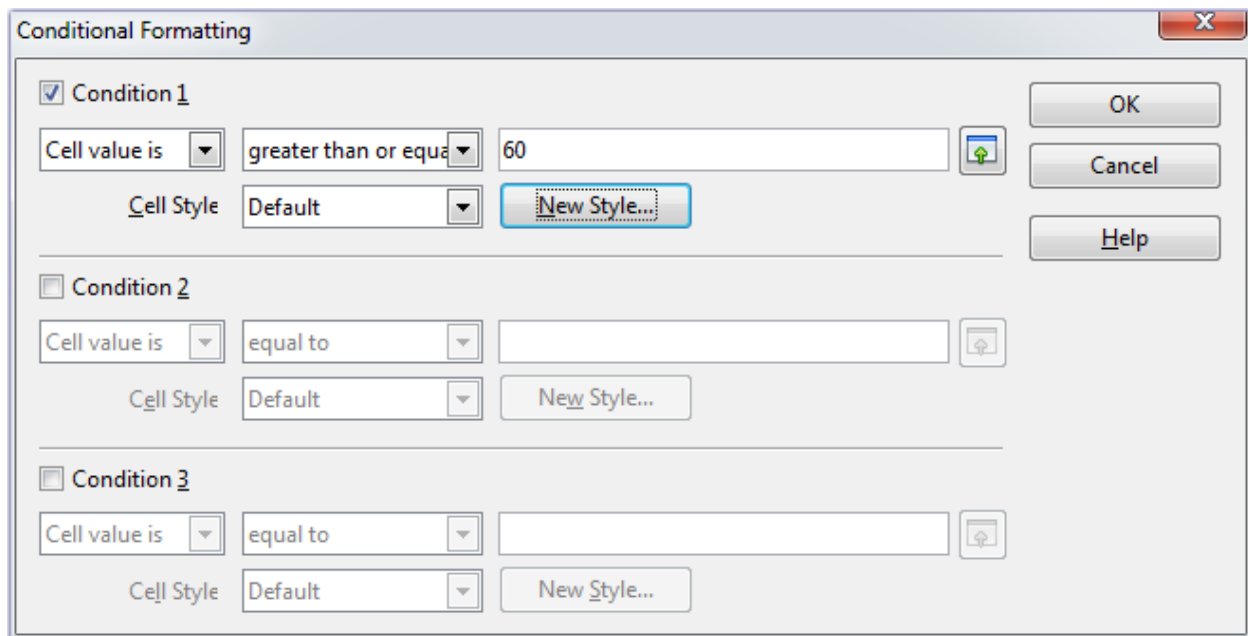 Conditional Formatting
Condition 1
OK
Cell value is greater than or equa 60
Cancel
Cell Style Default New Style...
Help
Condition 2
Cell value is equal to
Cell Style Default New Style...
Condition 3
Cell value is equal to
Cell Style Default New Style...